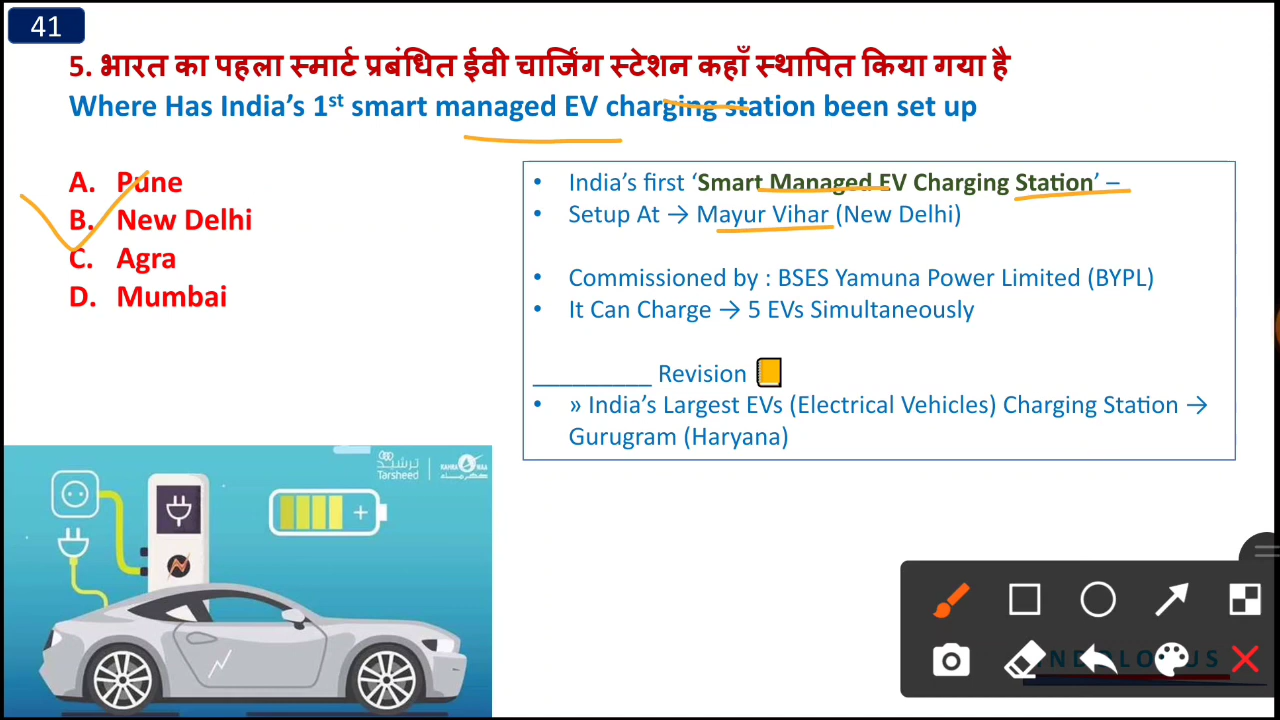 41
5. भारत का पहला स्मार्ट प्रबंधित ईवी चार्जिंग स्टेशन कहाँ स्थापित किया गया है
Where Has India's 1st smart managed EV charging station been set up
A. Pune
B. New Delhi
C. Agra
D. Mumbai
• India's first ‘Smart Managed EV Charging Station’ –
• Setup At → Mayur Vihar (New Delhi)
• Commissioned by : BSES Yamuna Power Limited (BYPL)
• It Can Charge → 5 EVs Simultaneously
_________ Revision 📒
• » India's Largest EVs (Electrical Vehicles) Charging Station →
Gurugram (Haryana)
ترشيد
Tarsheed
كهرماء